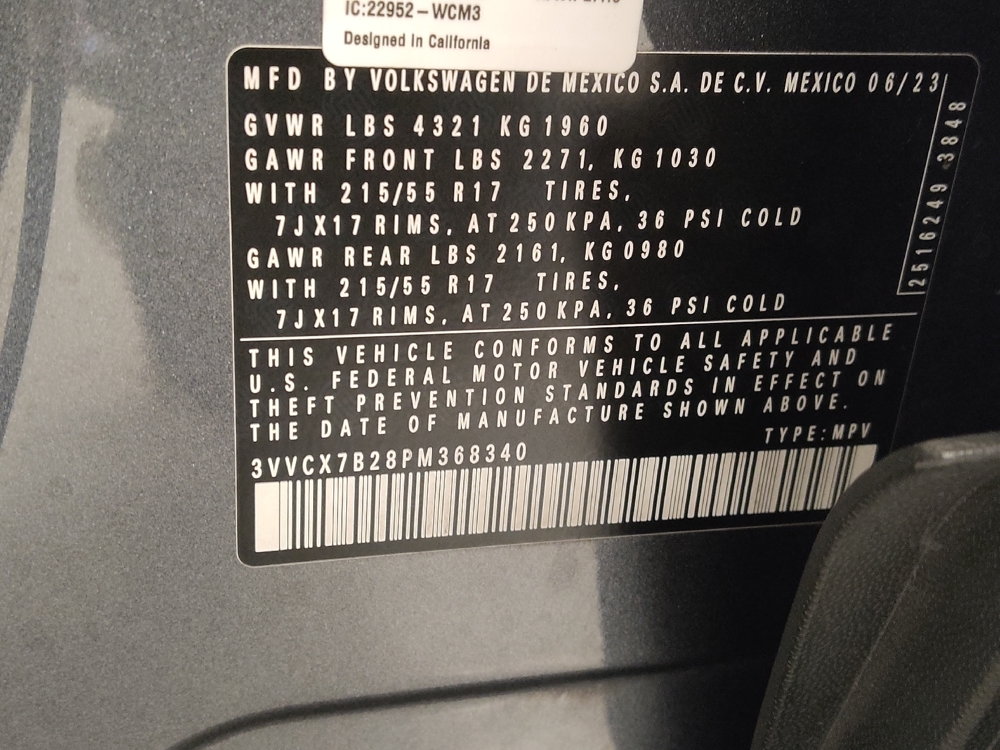 IC:22952-WCM3
Designed in California
MFD BY VOLKSWAGEN DE MEXICO S.A. DE C.V. MEXICO 06/23
GVWR LBS 4321 KG 1960
GAWR FRONT LBS 2271, KG 1030
WITH 215/55 R17 TIRES,
7JX17 RIMS, AT 250 KPA, 36 PSI COLD
GAWR REAR LBS 2161, KG 0980
WITH 215/55 R17 TIRES,
7JX17 RIMS, AT 250 KPA, 36 PSI COLD
2516249 3848
THIS VEHICLE CONFORMS TO ALL APPLICABLE
U.S. FEDERAL MOTOR VEHICLE SAFETY AND
THEFT PREVENTION STANDARDS IN EFFECT ON
THE DATE OF MANUFACTURE SHOWN ABOVE.
TYPE:MPV
3VVCX7B28PM368340